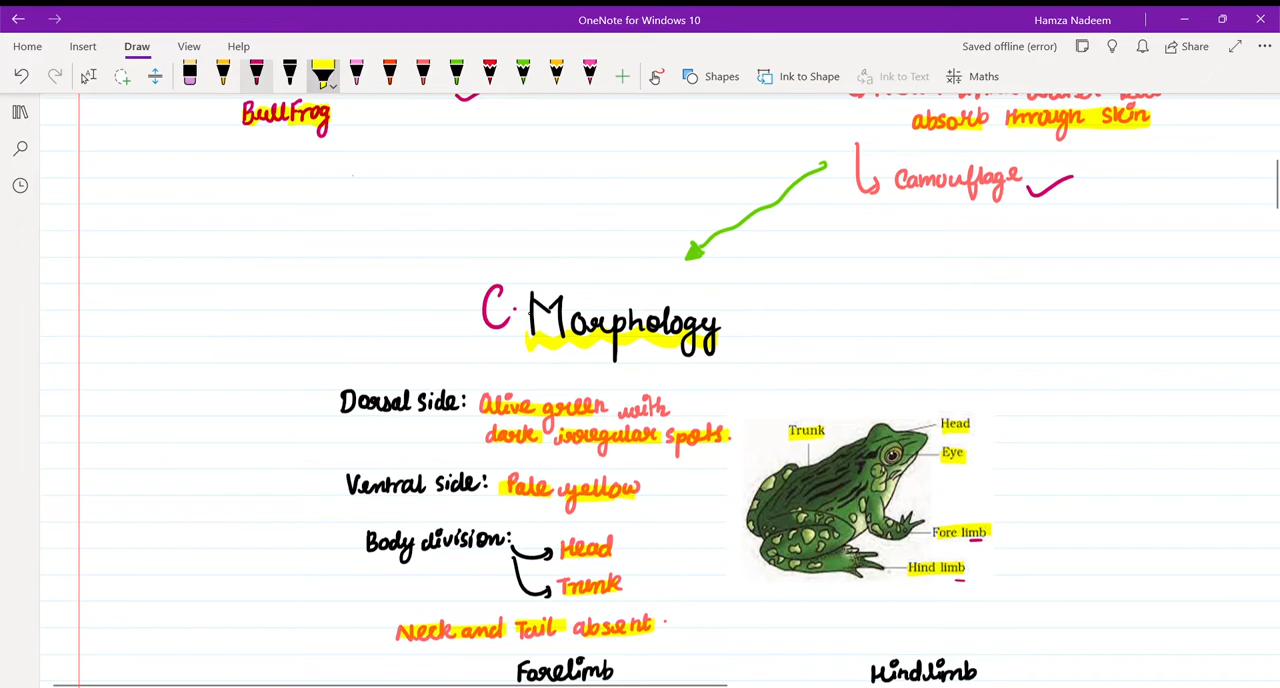 OneNote for Windows 10
Hamza Nadeem
Home Insert Draw View Help
Saved offline (error)
Share
Shapes
Ink to Shape
Ink to Text
Maths
BullFrog
absorb through skin
Camouflage
C. Morphology
Dorsal side: Olive green with
dark irregular spots.
Ventral side: Pale yellow
Body division: Head
Trunk
Neck and Tail absent.
Trunk
Head
Eye
Fore limb
Hind limb
Forelimb
Hindlimb